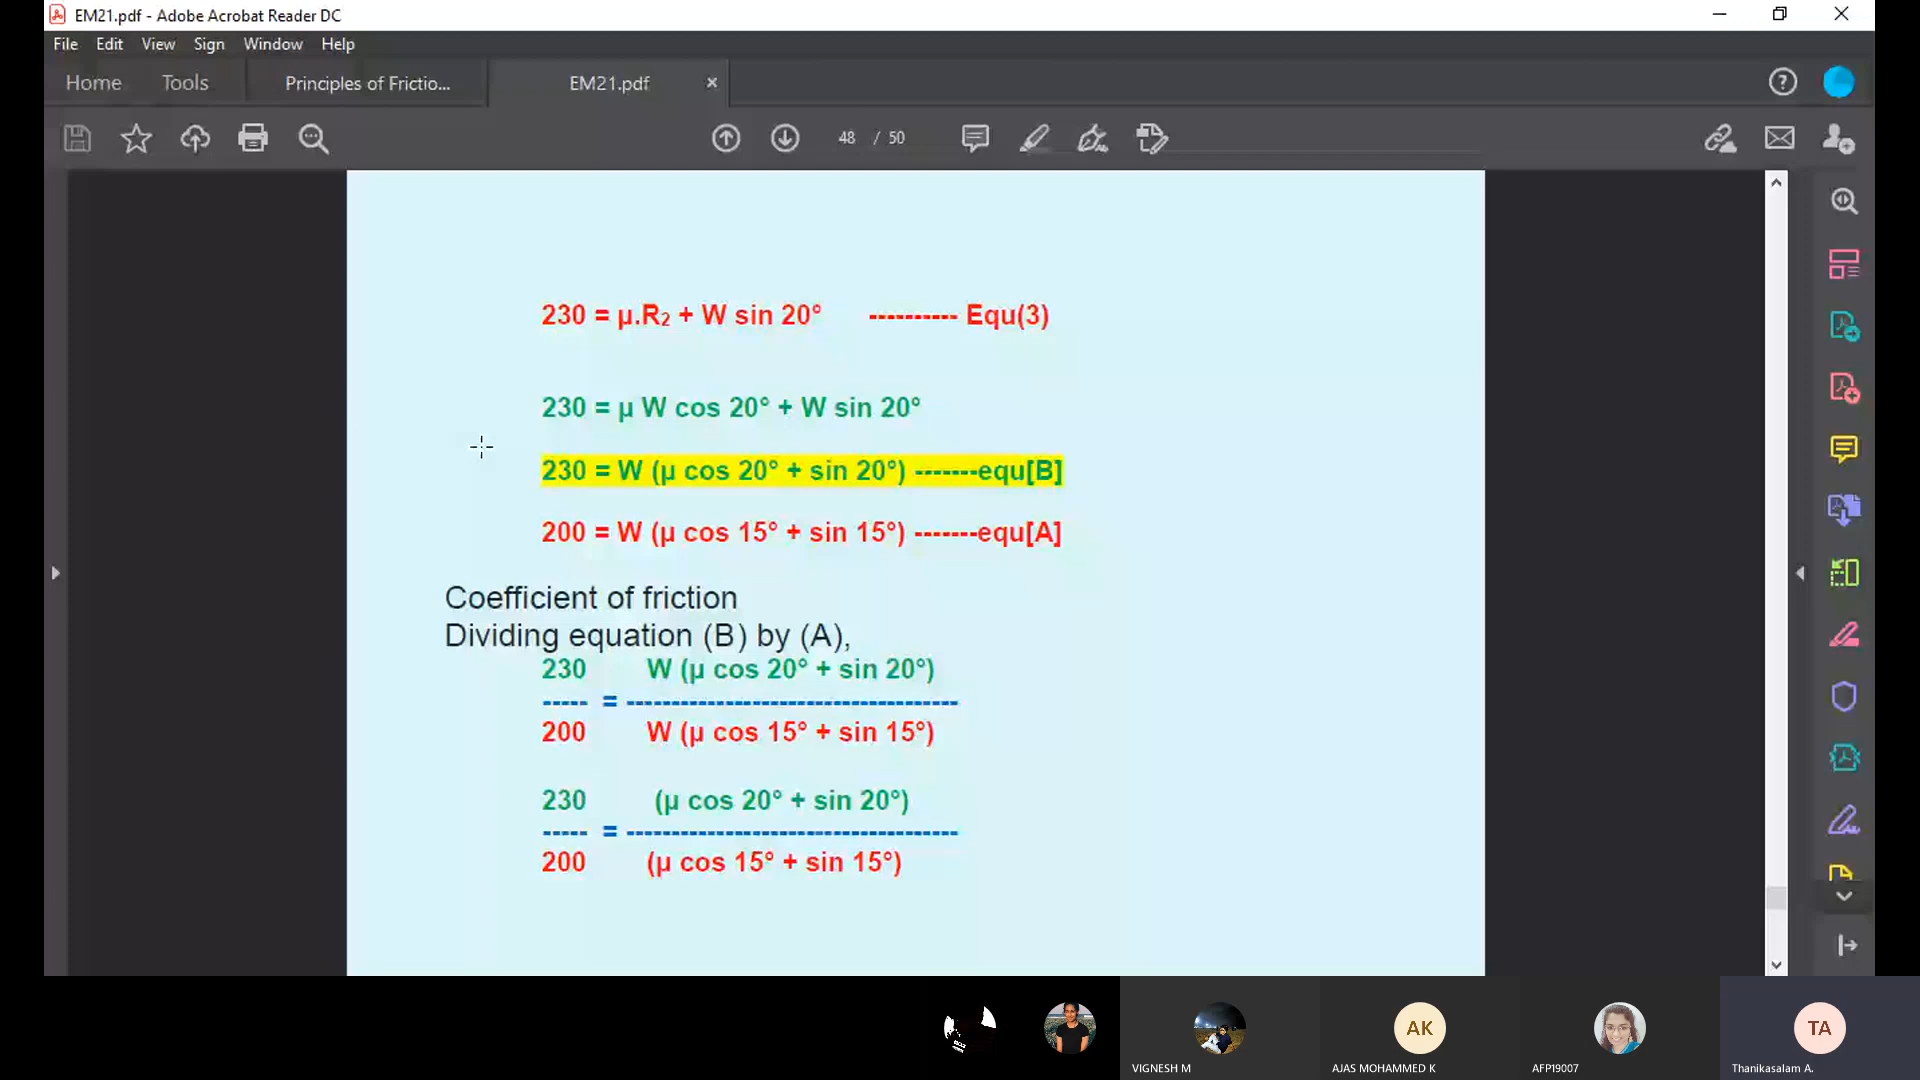 EM21.pdf - Adobe Acrobat Reader DC
File Edit View Sign Window Help
Home Tools Principles of Frictio... EM21.pdf ×
48 / 50
230 = μ.R₂ + W sin 20° ---------- Equ(3)
230 = μ W cos 20° + W sin 20°
230 = W (μ cos 20° + sin 20°) -------equ[B]
200 = W (μ cos 15° + sin 15°) -------equ[A]
Coefficient of friction
Dividing equation (B) by (A),
230 W (μ cos 20° + sin 20°)
----- = -------------------------------------
200 W (μ cos 15° + sin 15°)
230 (μ cos 20° + sin 20°)
----- = -------------------------------------
200 (μ cos 15° + sin 15°)
AK TA
VIGNESH M AJAS MOHAMMED K AFP19007 Thanikasalam A.